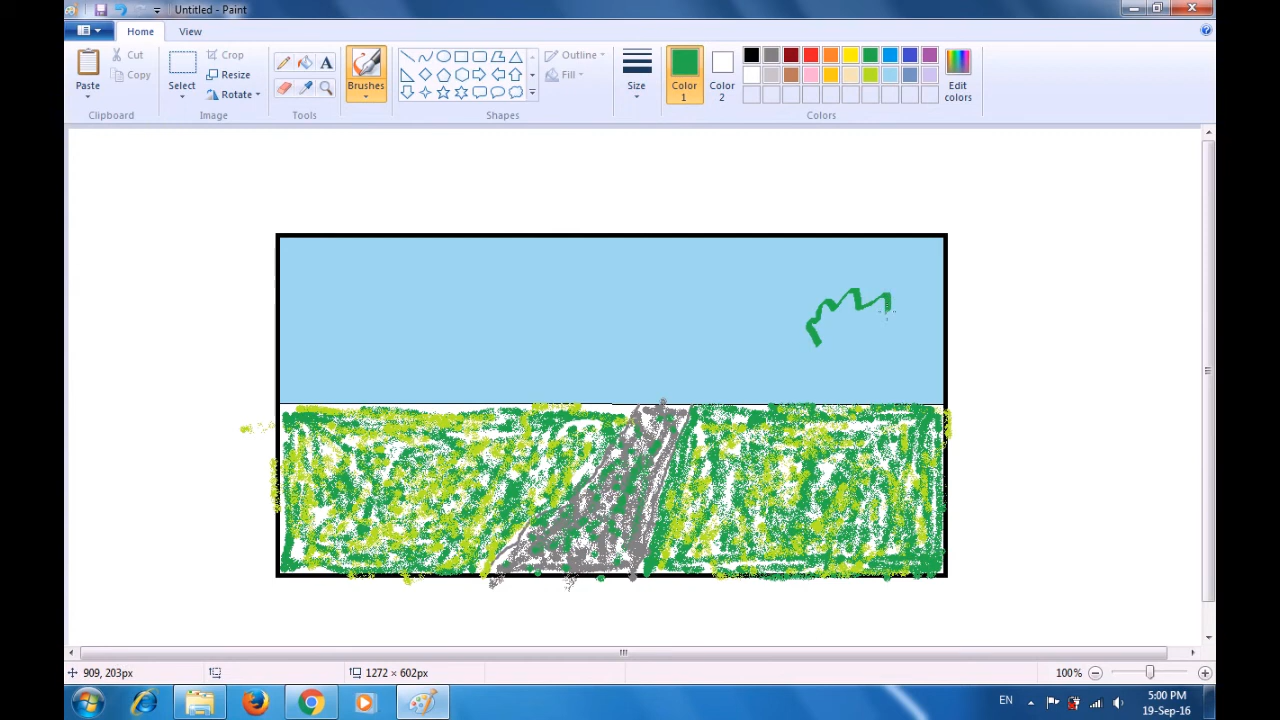 Untitled - Paint
Home View
Paste
Cut
Copy
Clipboard
Select
Crop
Resize
Rotate
Image
A
Tools
Brushes
Outline
Fill
Shapes
Size
Color 1
Color 2
Edit colors
Colors
909, 203px
1272 × 602px
100%
EN
5:00 PM
19-Sep-16